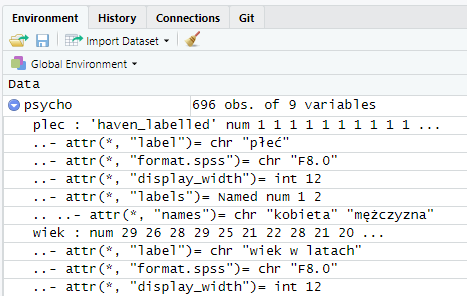 Environment History Connections Git
Import Dataset
Global Environment
Data
psycho 696 obs. of 9 variables
plec : 'haven_labelled' num 1 1 1 1 1 1 1 1 1 1 ...
..- attr(*, "label")= chr "płeć"
..- attr(*, "format.spss")= chr "F8.0"
..- attr(*, "display_width")= int 12
..- attr(*, "labels")= Named num 1 2
.. ..- attr(*, "names")= chr "kobieta" "mężczyzna"
wiek : num 29 26 28 29 25 21 22 28 21 20 ...
..- attr(*, "label")= chr "wiek w latach"
..- attr(*, "format.spss")= chr "F8.0"
..- attr(*, "display_width")= int 12